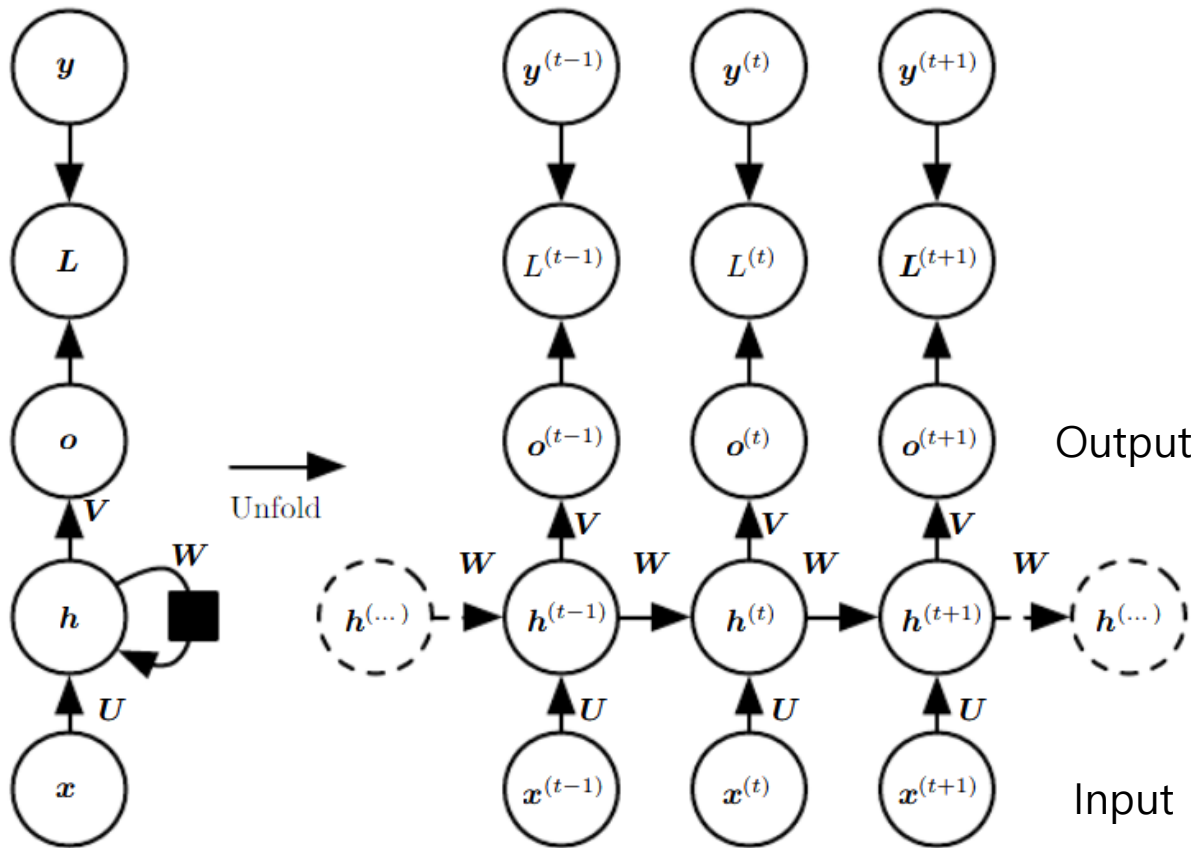 y y^(t−1) y^(t) y^(t+1)
L L^(t−1) L^(t) L^(t+1)
o o^(t−1) o^(t) o^(t+1) Output
Unfold
V V V V
W W W W W
h h^(...) h^(t−1) h^(t) h^(t+1) h^(...)
U U U U
x x^(t−1) x^(t) x^(t+1) Input